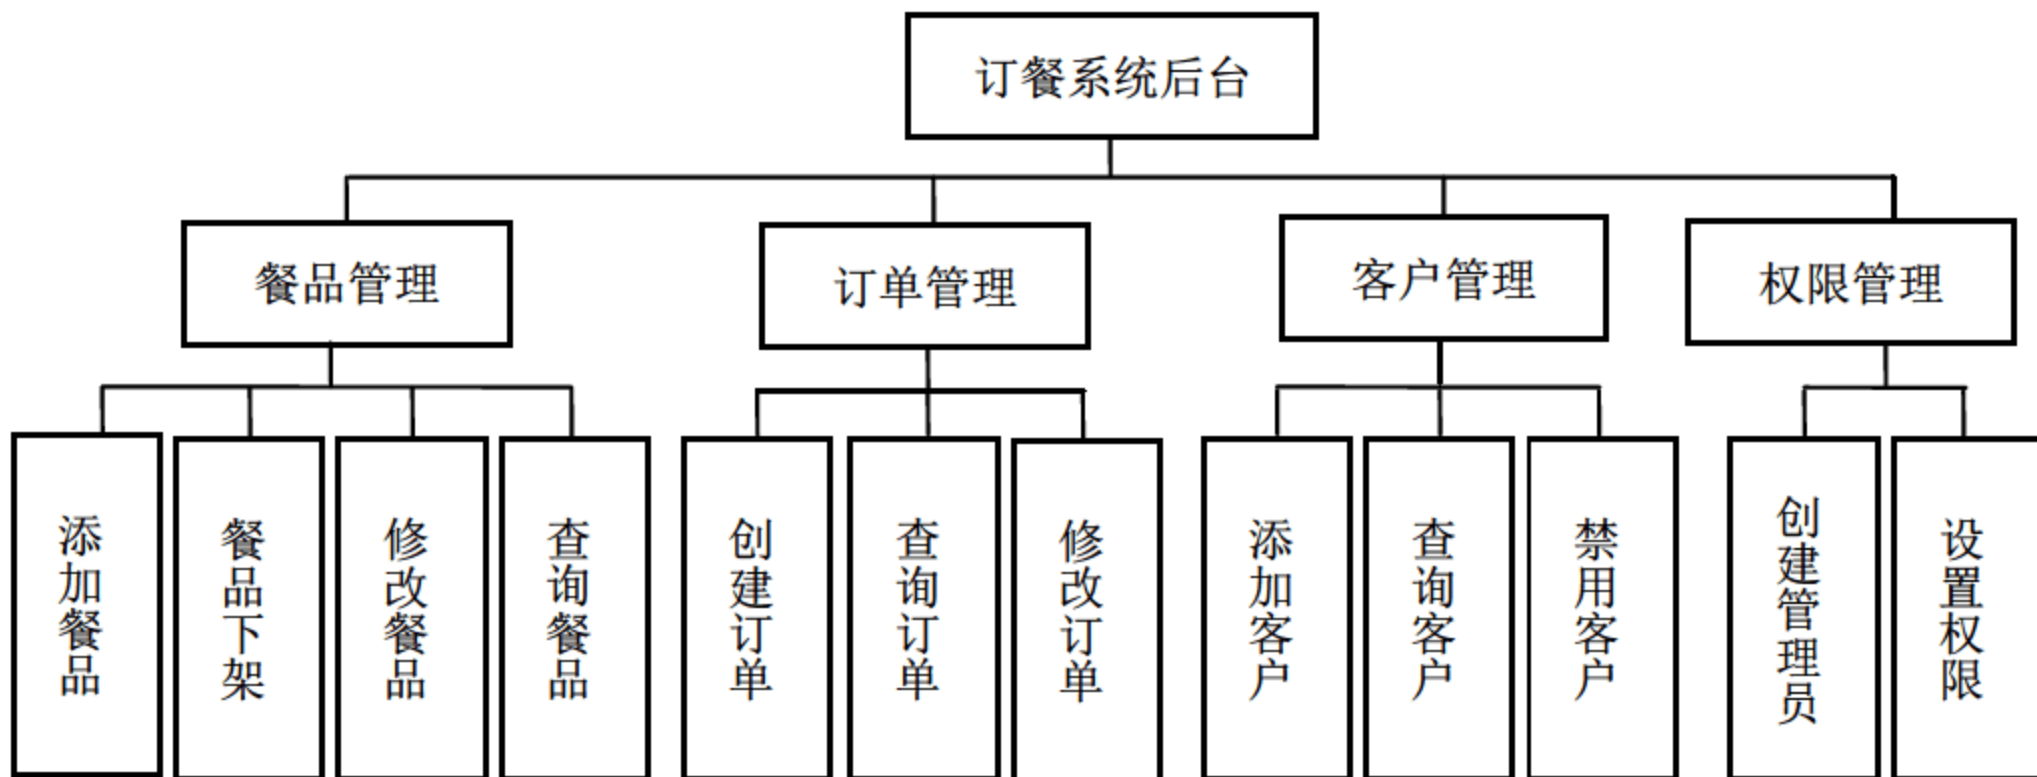 订餐系统后台
餐品管理
订单管理
客户管理
权限管理
添加餐品
餐品下架
修改餐品
查询餐品
创建订单
查询订单
修改订单
添加客户
查询客户
禁用客户
创建管理员
设置权限